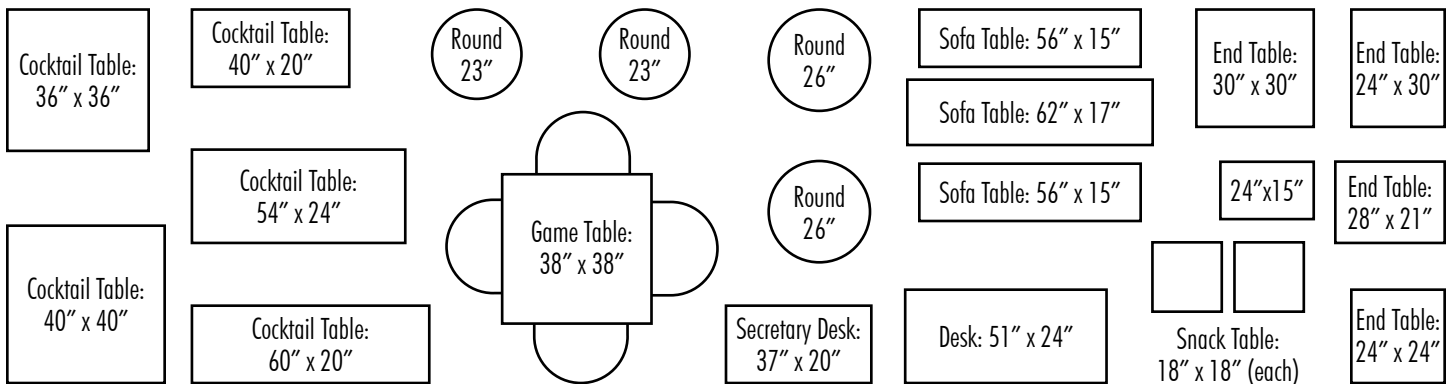 Cocktail Table:
36″ x 36″
Cocktail Table:
40″ x 20″
Round
23″
Round
23″
Round
26″
Sofa Table: 56″ x 15″
End Table:
30″ x 30″
End Table:
24″ x 30″
Sofa Table: 62″ x 17″
Cocktail Table:
54″ x 24″
Round
26″
Sofa Table: 56″ x 15″
24″x15″
End Table:
28″ x 21″
Game Table:
38″ x 38″
Cocktail Table:
40″ x 40″
Cocktail Table:
60″ x 20″
Secretary Desk:
37″ x 20″
Desk: 51″ x 24″
Snack Table:
18″ x 18″ (each)
End Table:
24″ x 24″